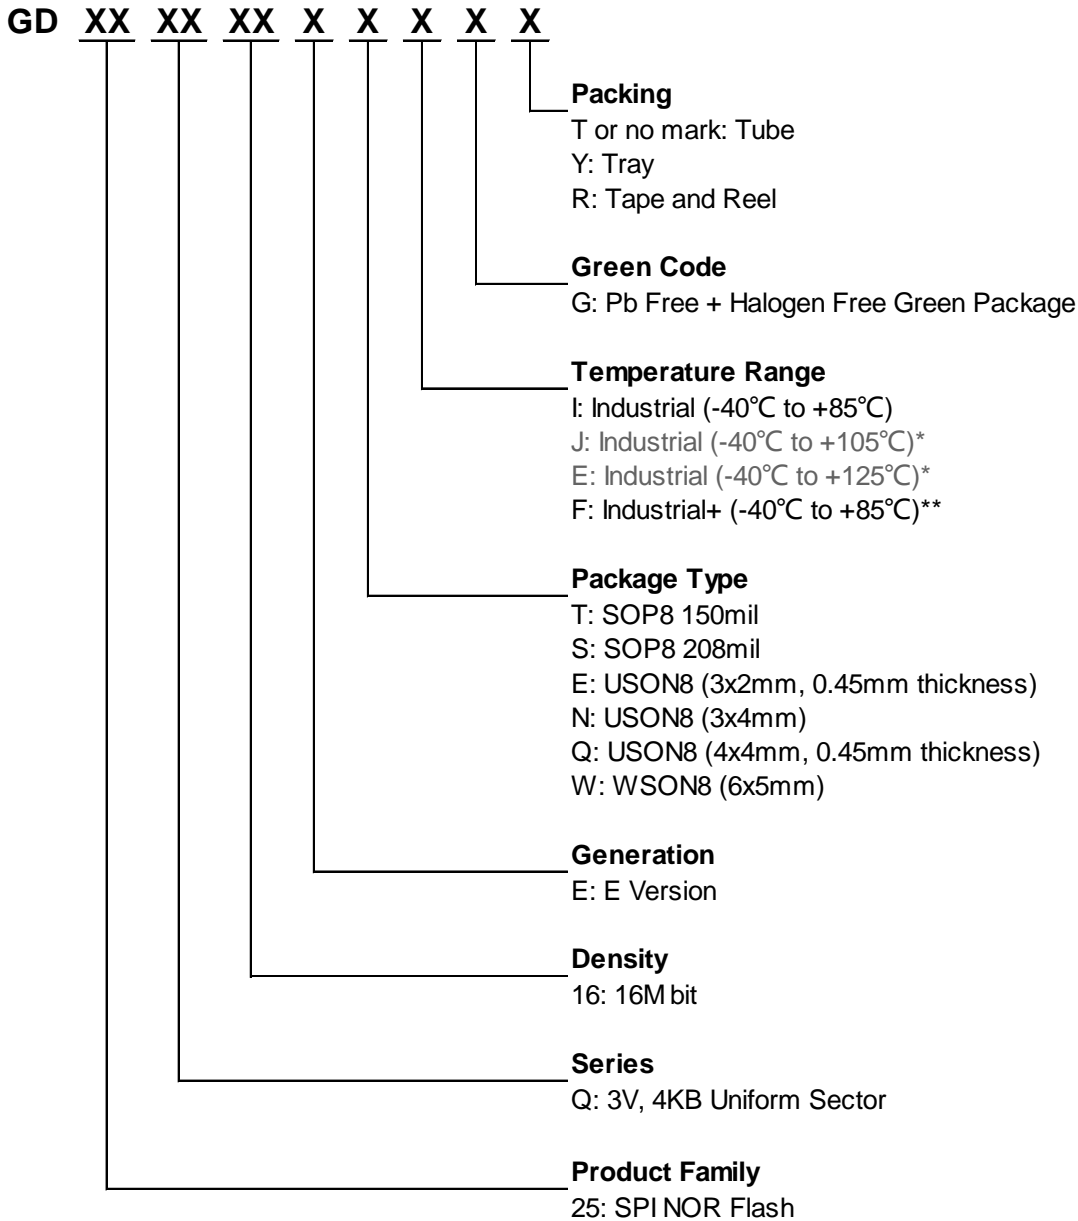 GD XX XX XX X X X X X
Packing
T or no mark: Tube
Y: Tray
R: Tape and Reel
Green Code
G: Pb Free + Halogen Free Green Package
Temperature Range
I: Industrial (-40℃ to +85℃)
J: Industrial (-40℃ to +105℃)*
E: Industrial (-40℃ to +125℃)*
F: Industrial+ (-40℃ to +85℃)**
Package Type
T: SOP8 150mil
S: SOP8 208mil
E: USON8 (3x2mm, 0.45mm thickness)
N: USON8 (3x4mm)
Q: USON8 (4x4mm, 0.45mm thickness)
W: WSON8 (6x5mm)
Generation
E: E Version
Density
16: 16M bit
Series
Q: 3V, 4KB Uniform Sector
Product Family
25: SPI NOR Flash